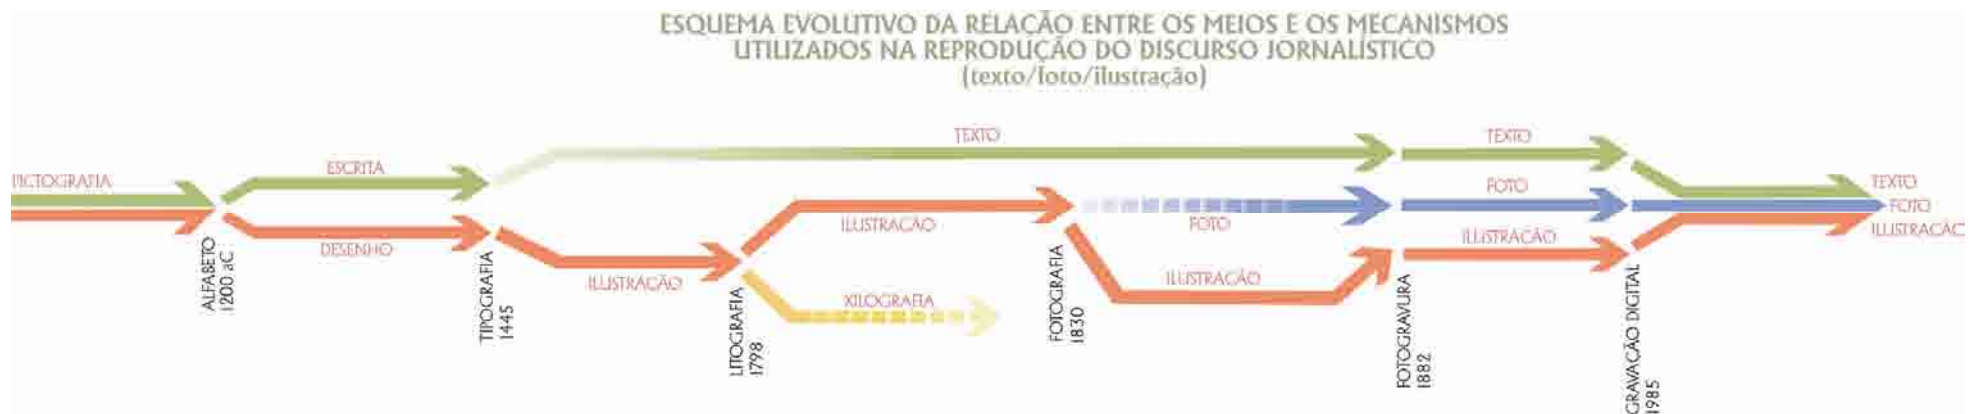 ESQUEMA EVOLUTIVO DA RELAÇÃO ENTRE OS MEIOS E OS MECANISMOS
UTILIZADOS NA REPRODUÇÃO DO DISCURSO JORNALÍSTICO
(texto/foto/ilustração)
PICTOGRAFIA
ALFABETO
1200 aC
ESCRITA
DESENHO
TIPOGRAFIA
1445
TEXTO
ILUSTRAÇÃO
LITOGRAFIA
1798
ILUSTRAÇÃO
XILOGRAFIA
FOTOGRAFIA
1830
FOTO
ILUSTRAÇÃO
FOTOGRAVURA
1882
TEXTO
FOTO
ILUSTRAÇÃO
GRAVAÇÃO DIGITAL
1985
TEXTO
FOTO
ILUSTRAÇÃO